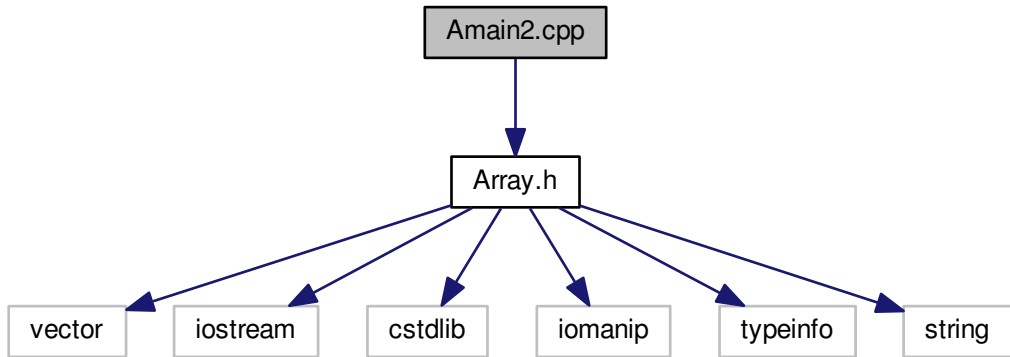 Amain2.cpp
Array.h
vector
iostream
cstdlib
iomanip
typeinfo
string